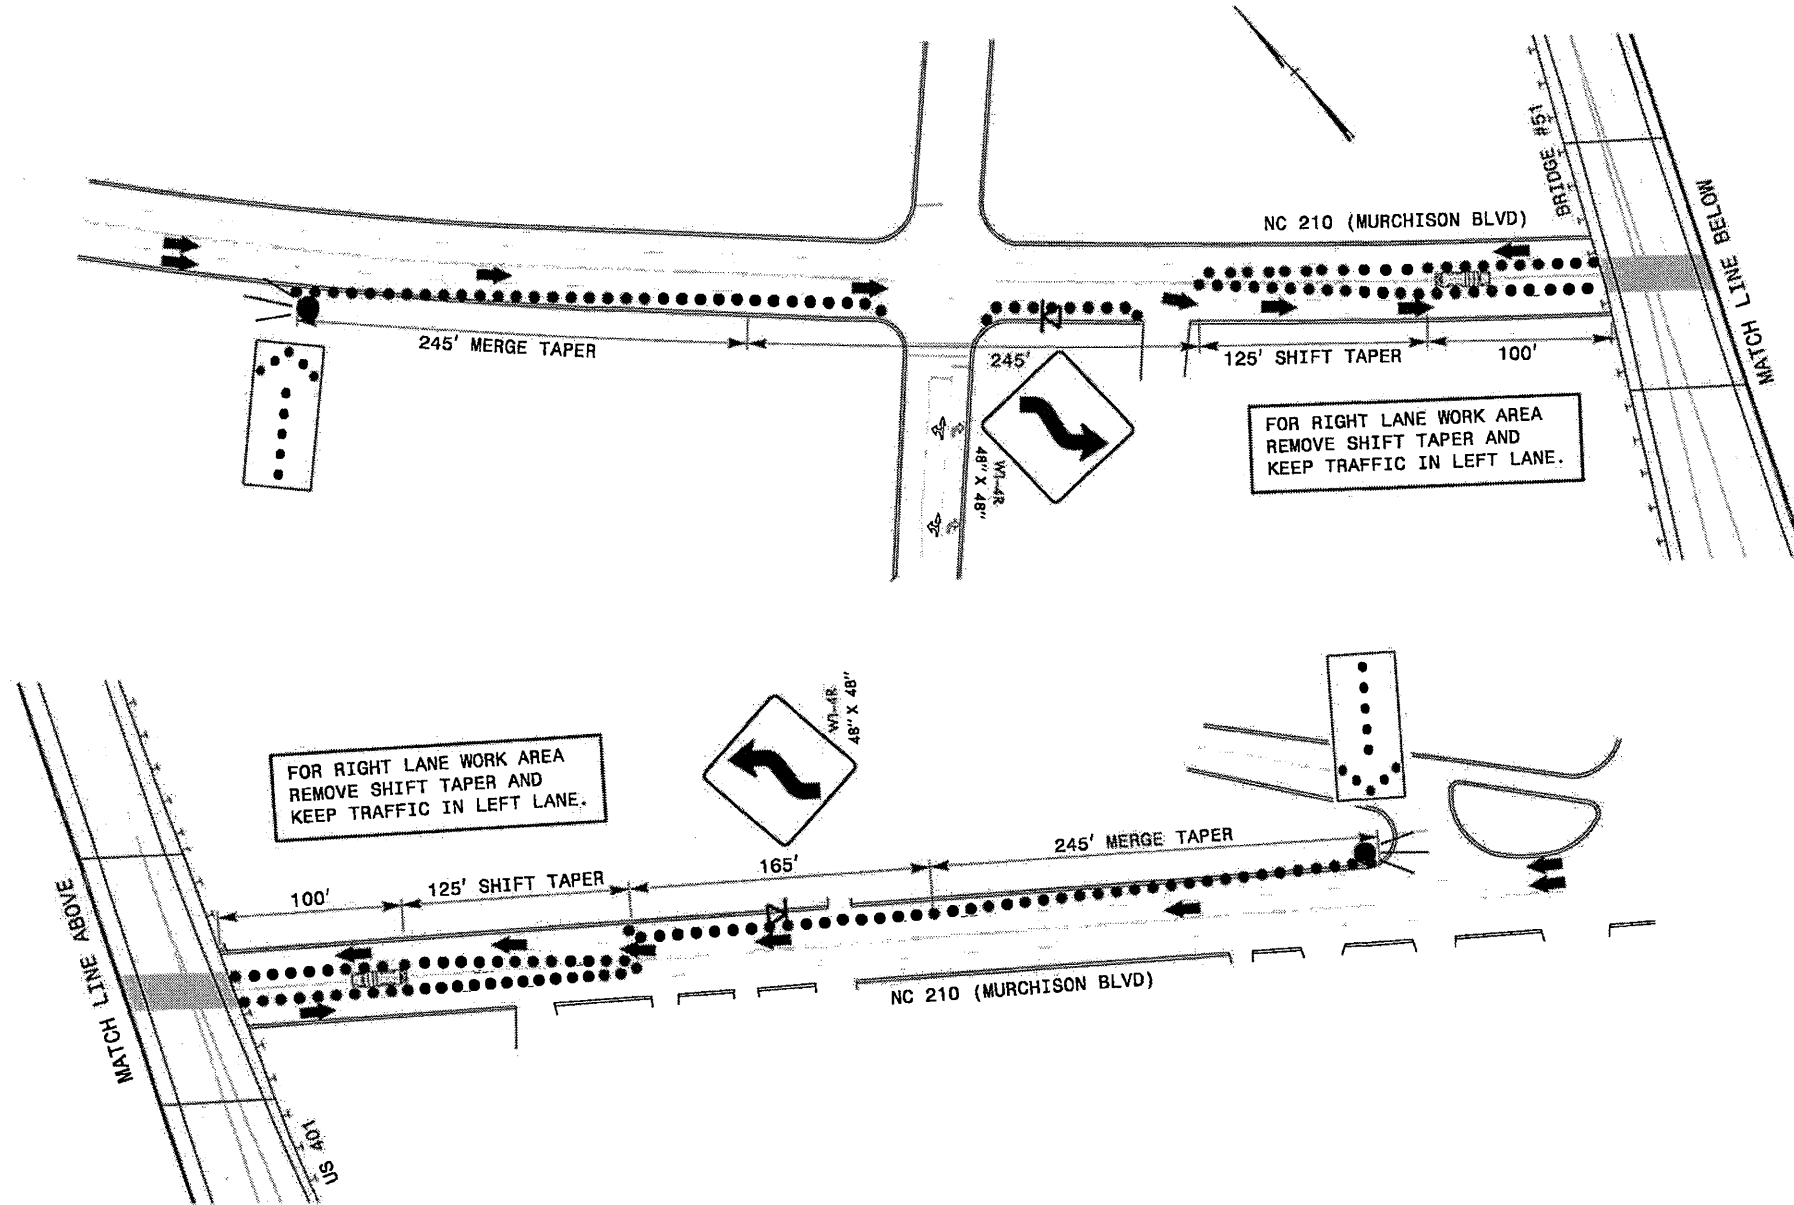 BRIDGE #51
NC 210 (MURCHISON BLVD)
MATCH LINE BELOW
245' MERGE TAPER
245'
125' SHIFT TAPER
100'
W1-4R
48" X 48"
FOR RIGHT LANE WORK AREA
REMOVE SHIFT TAPER AND
KEEP TRAFFIC IN LEFT LANE.
FOR RIGHT LANE WORK AREA
REMOVE SHIFT TAPER AND
KEEP TRAFFIC IN LEFT LANE.
W1-4R
48" X 48"
MATCH LINE ABOVE
100'
125' SHIFT TAPER
165'
245' MERGE TAPER
NC 210 (MURCHISON BLVD)
US 401